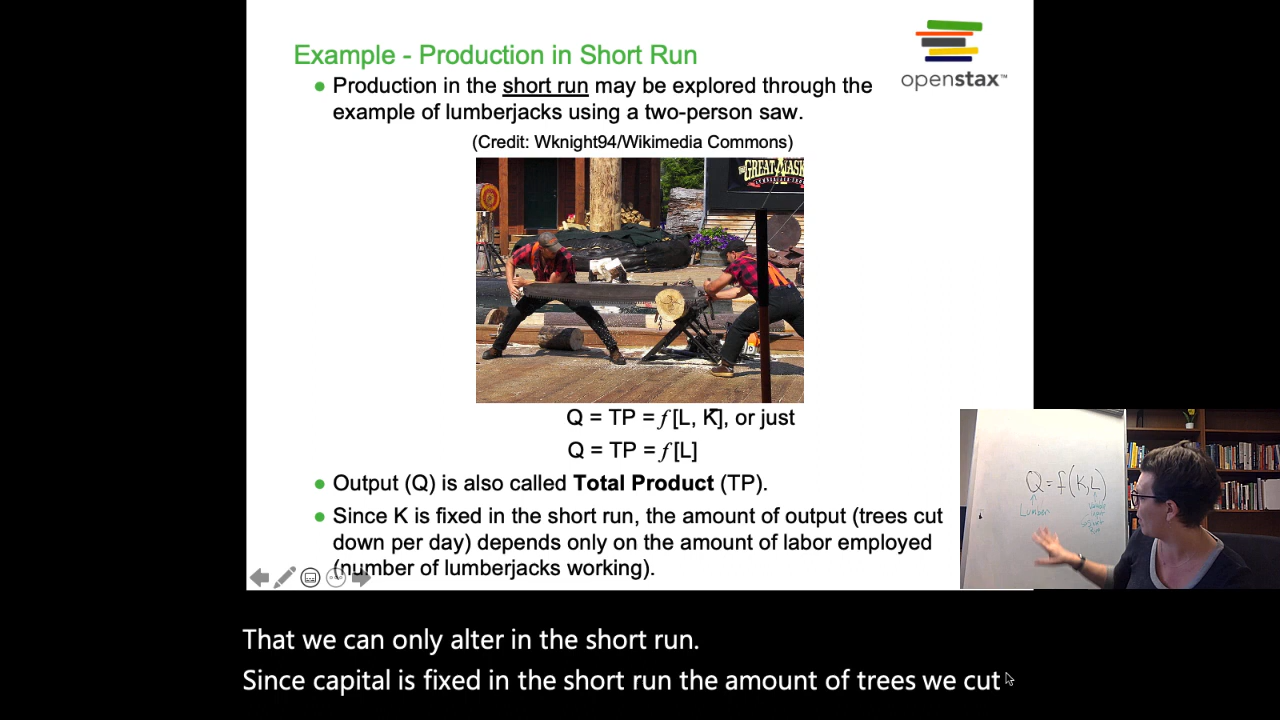 Example - Production in Short Run
openstax™
● Production in the short run may be explored through the
example of lumberjacks using a two-person saw.
(Credit: Wknight94/Wikimedia Commons)
GREAT ALASK
Q = TP = f[L, K̄], or just
Q = TP = f[L]
● Output (Q) is also called Total Product (TP).
● Since K is fixed in the short run, the amount of output (trees cut
down per day) depends only on the amount of labor employed
(number of lumberjacks working).
Q = f(K,L)
Lumber
That we can only alter in the short run.
Since capital is fixed in the short run the amount of trees we cut